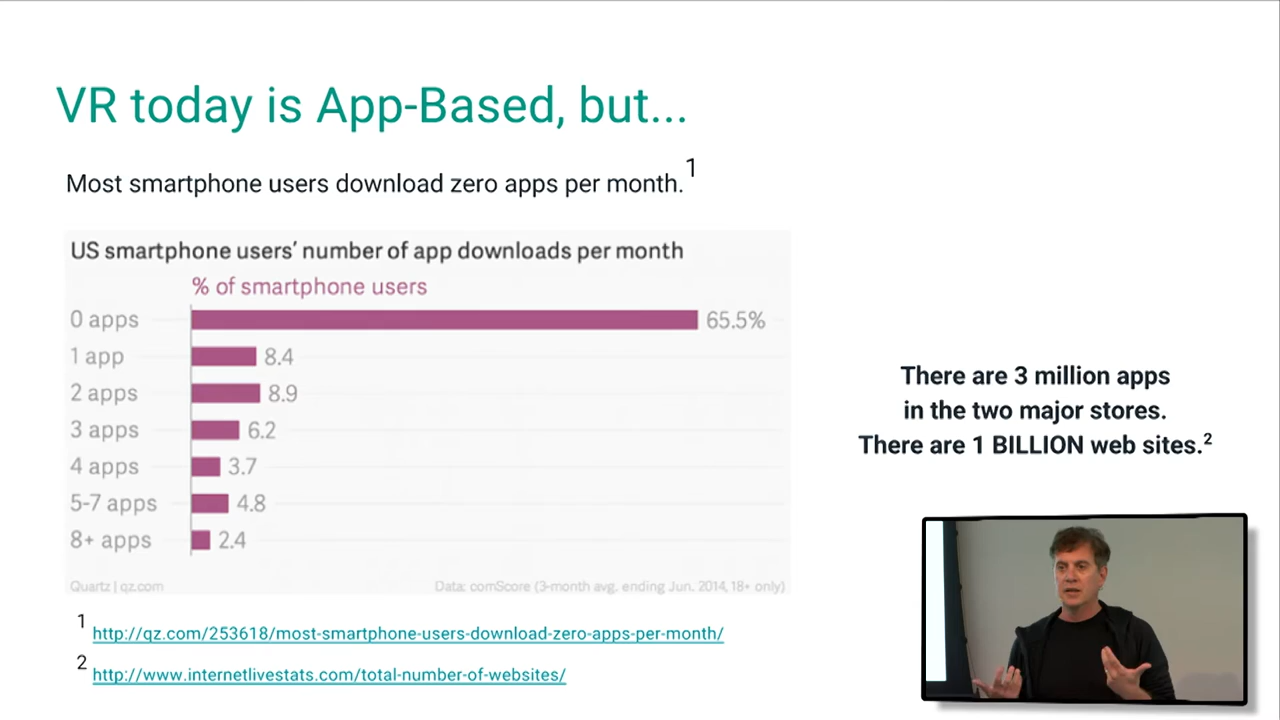 VR today is App-Based, but...
Most smartphone users download zero apps per month.1
US smartphone users' number of app downloads per month
% of smartphone users
0 apps 65.5%
1 app 8.4
2 apps 8.9
3 apps 6.2
4 apps 3.7
5-7 apps 4.8
8+ apps 2.4
Quartz | qz.com Data: comScore (3-month avg. ending Jun. 2014, 18+ only)
There are 3 million apps
in the two major stores.
There are 1 BILLION web sites.2
1 http://qz.com/253618/most-smartphone-users-download-zero-apps-per-month/
2 http://www.internetlivestats.com/total-number-of-websites/